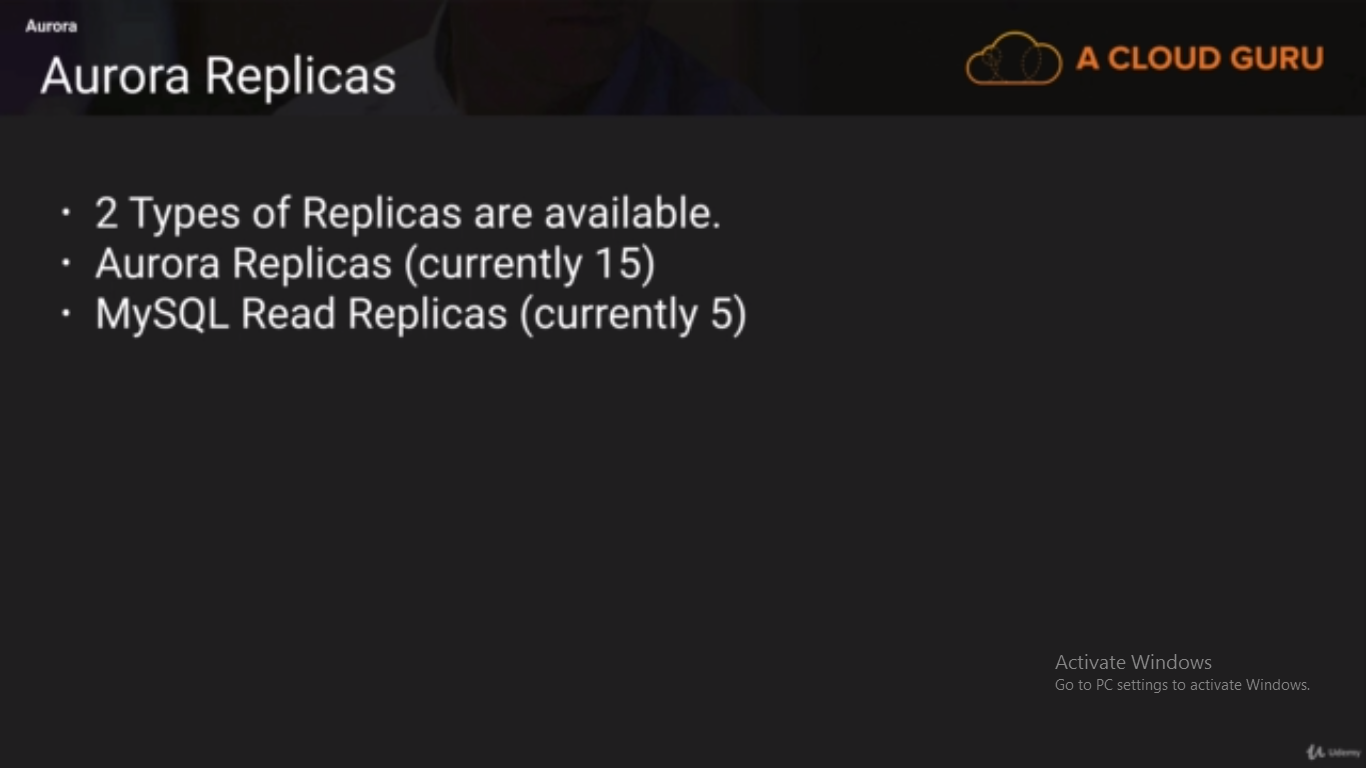 Aurora
Aurora Replicas
A CLOUD GURU
· 2 Types of Replicas are available.
· Aurora Replicas (currently 15)
· MySQL Read Replicas (currently 5)
Activate Windows
Go to PC settings to activate Windows.
Udemy